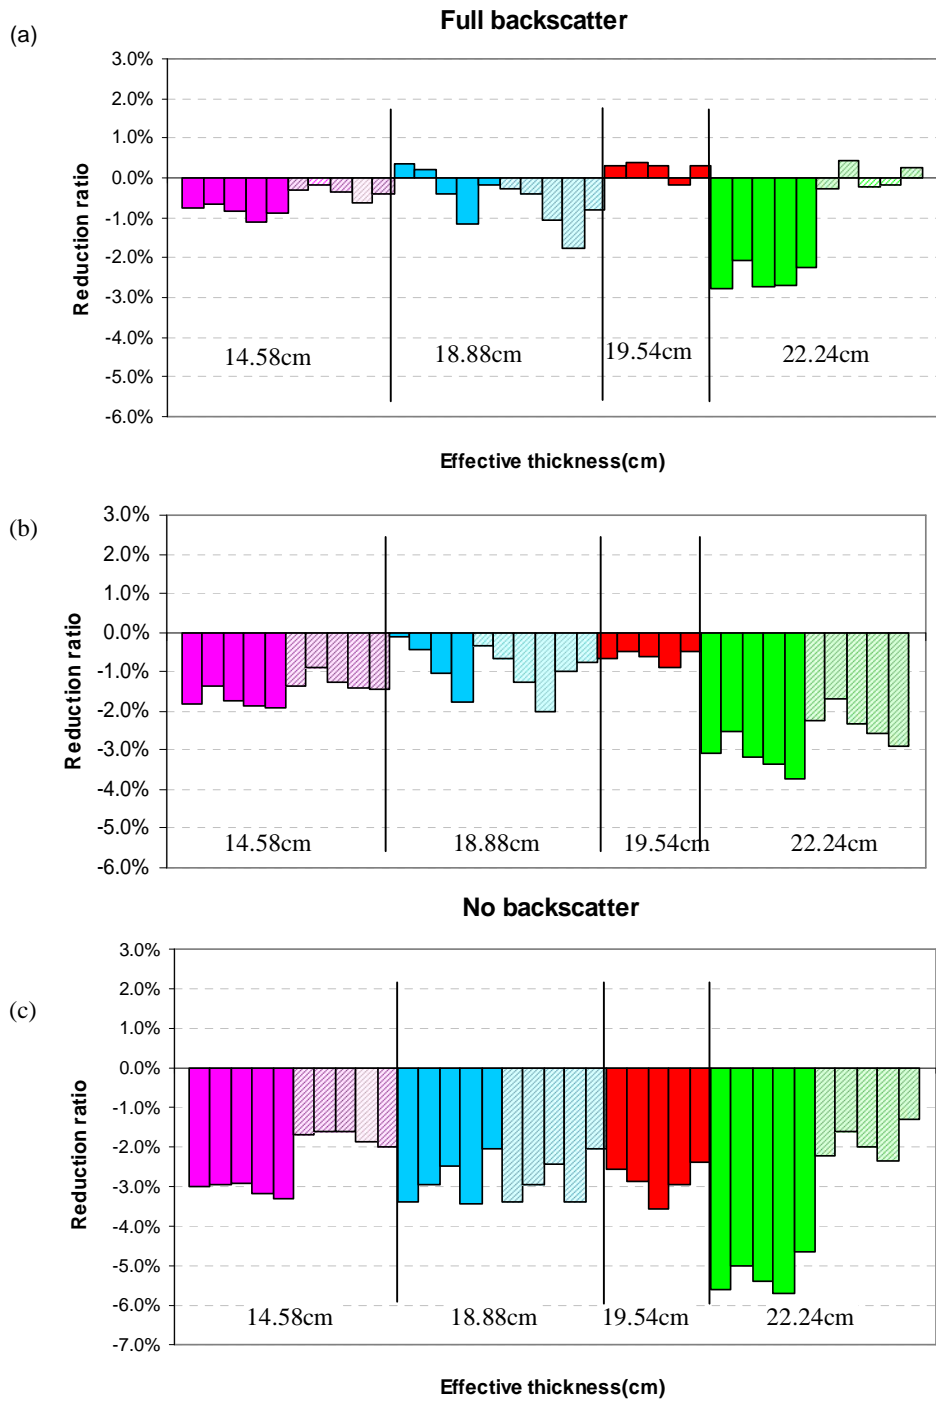 Full backscatter
(a)
3.0%
2.0%
1.0%
0.0%
-1.0%
-2.0%
-3.0%
-4.0%
-5.0%
-6.0%
Reduction ratio
14.58cm 18.88cm 19.54cm 22.24cm
Effective thickness(cm)
(b)
3.0%
2.0%
1.0%
0.0%
-1.0%
-2.0%
-3.0%
-4.0%
-5.0%
-6.0%
Reduction ratio
14.58cm 18.88cm 19.54cm 22.24cm
No backscatter
(c)
3.0%
2.0%
1.0%
0.0%
-1.0%
-2.0%
-3.0%
-4.0%
-5.0%
-6.0%
-7.0%
Reduction ratio
14.58cm 18.88cm 19.54cm 22.24cm
Effective thickness(cm)